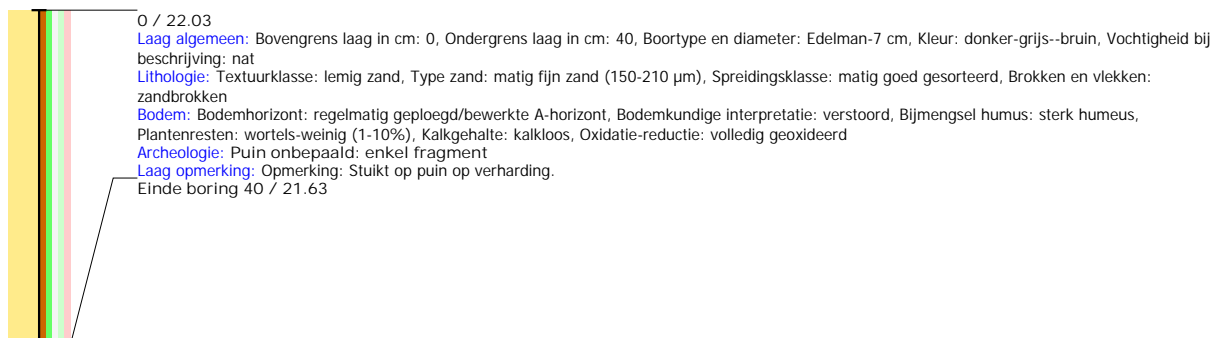 0 / 22.03
Laag algemeen: Bovengrens laag in cm: 0, Ondergrens laag in cm: 40, Boortype en diameter: Edelman-7 cm, Kleur: donker-grijs--bruin, Vochtigheid bij
beschrijving: nat
Lithologie: Textuurklasse: lemig zand, Type zand: matig fijn zand (150-210 µm), Spreidingsklasse: matig goed gesorteerd, Brokken en vlekken:
zandbrokken
Bodem: Bodemhorizont: regelmatig geploegd/bewerkte A-horizont, Bodemkundige interpretatie: verstoord, Bijmengsel humus: sterk humeus,
Plantenresten: wortels-weinig (1-10%), Kalkgehalte: kalkloos, Oxidatie-reductie: volledig geoxideerd
Archeologie: Puin onbepaald: enkel fragment
Laag opmerking: Opmerking: Stuikt op puin op verharding.
Einde boring 40 / 21.63